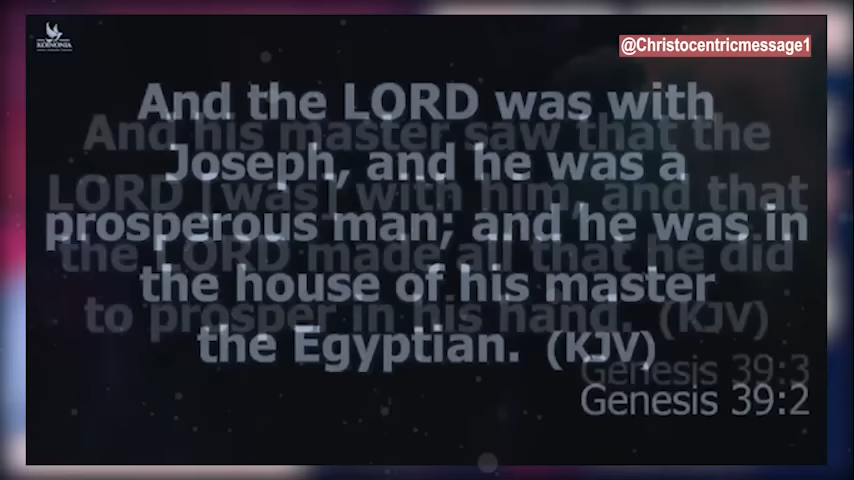 KOINONIA
@Christocentricmessage1
And the LORD was with
Joseph, and he was a
prosperous man; and he was in
the house of his master
the Egyptian. (KJV)
Genesis 39:2
And his master saw that the
LORD [was] with him, and that
the LORD made all that he did
to prosper in his hand. (KJV)
Genesis 39:3